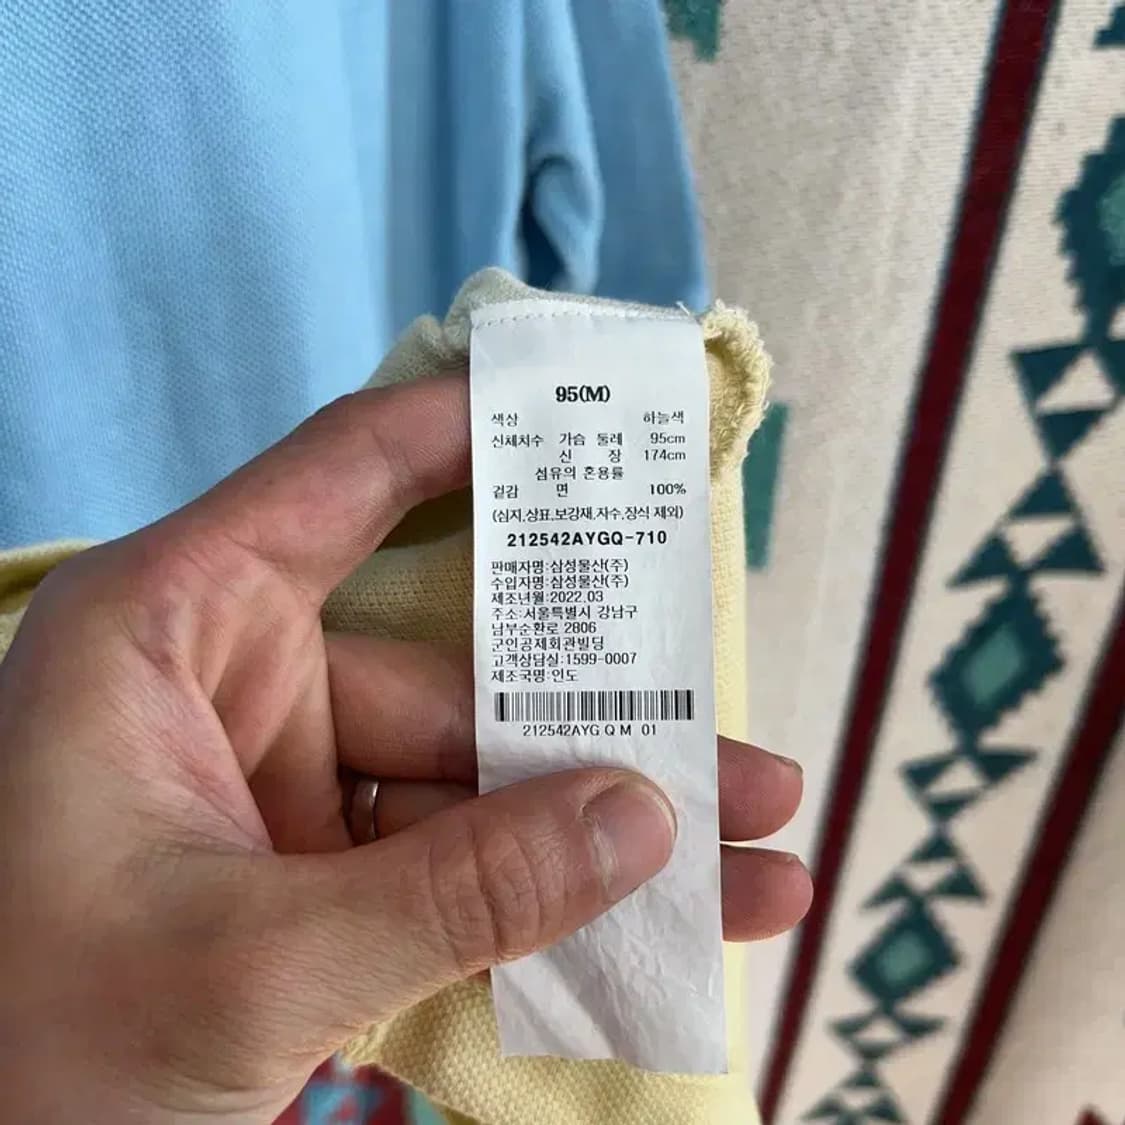 95(M)
색상 하늘색
신체치수 가슴 둘레 95cm
신 장 174cm
섬유의 혼용률
겉감 면 100%
(심지,상표,보강재,자수,장식 제외)
212542AYGQ-710
판매자명:삼성물산(주)
수입자명:삼성물산(주)
제조년월:2022.03
주소:서울특별시 강남구
남부순환로 2806
군인공제회관빌딩
고객상담실:1599-0007
제조국명:인도
212542AYG Q M 01